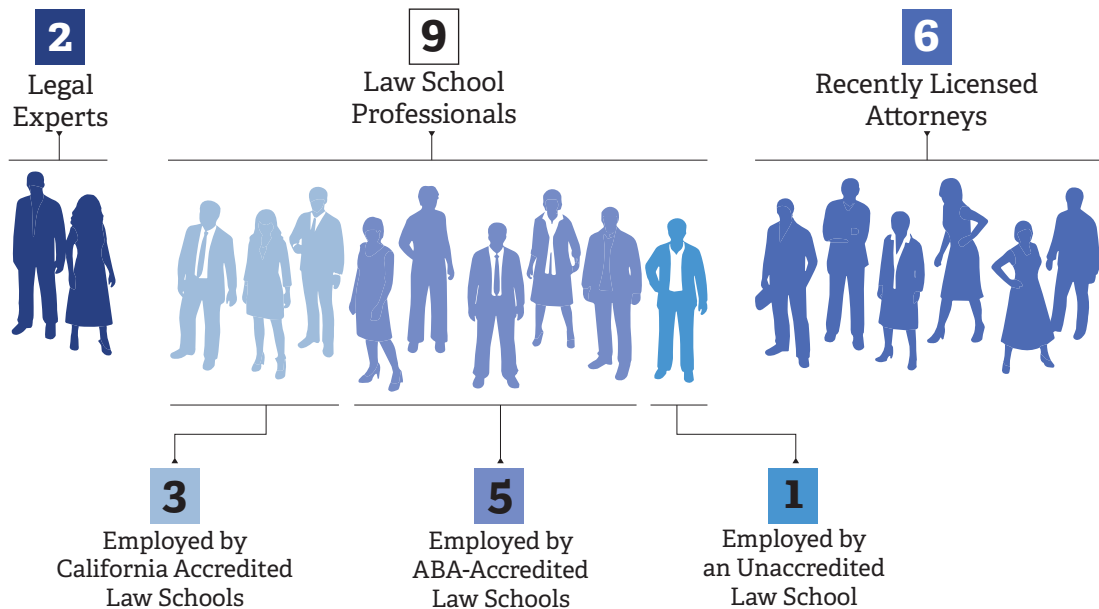 2
Legal
Experts
9
Law School
Professionals
6
Recently Licensed
Attorneys
3
Employed by
California Accredited
Law Schools
5
Employed by
ABA-Accredited
Law Schools
1
Employed by
an Unaccredited
Law School